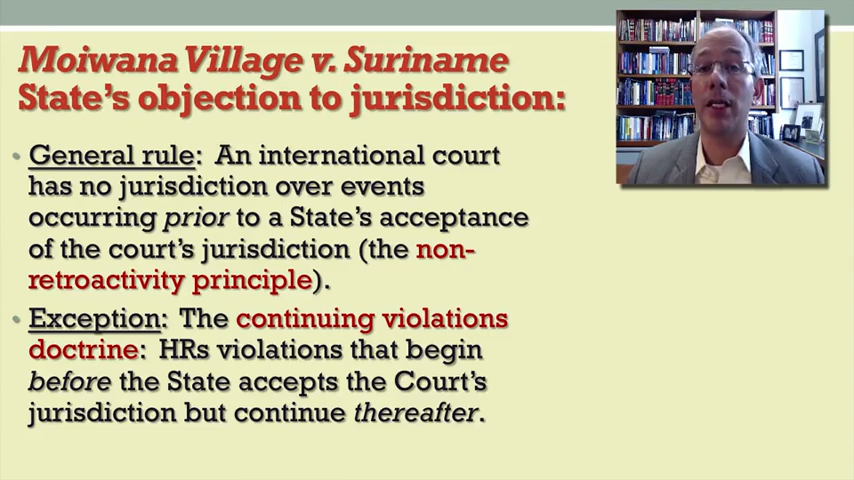 Moiwana Village v. Suriname
State's objection to jurisdiction:
• General rule: An international court
has no jurisdiction over events
occurring prior to a State's acceptance
of the court's jurisdiction (the non-
retroactivity principle).
• Exception: The continuing violations
doctrine: HRs violations that begin
before the State accepts the Court's
jurisdiction but continue thereafter.